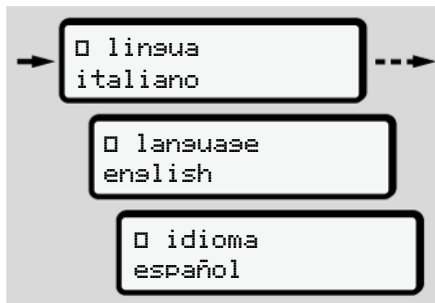 □ lingua
italiano
□ language
english
□ idioma
español